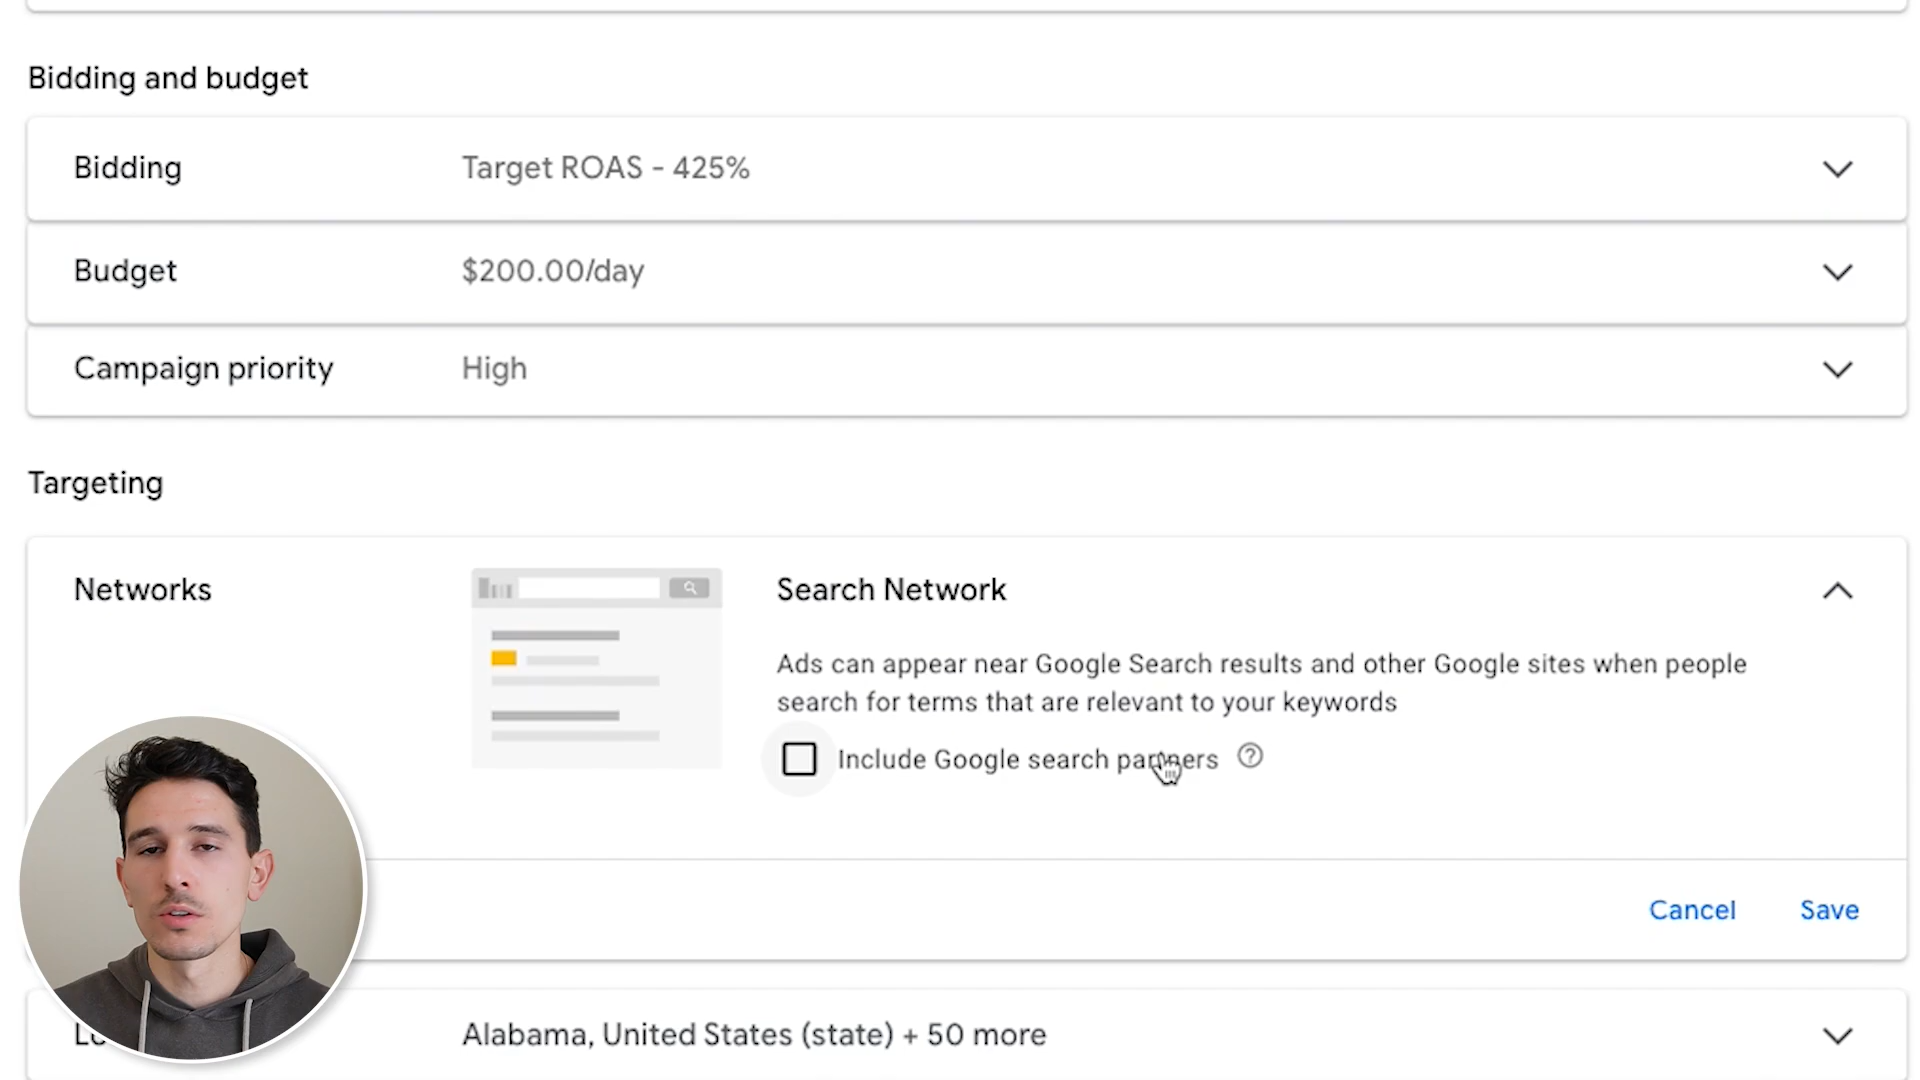 Bidding and budget
Bidding
Target ROAS - 425%
Budget
$200.00/day
Campaign priority
High
Targeting
Networks
Search Network
Ads can appear near Google Search results and other Google sites when people
search for terms that are relevant to your keywords
Include Google search partners
Cancel
Save
Alabama, United States (state) + 50 more